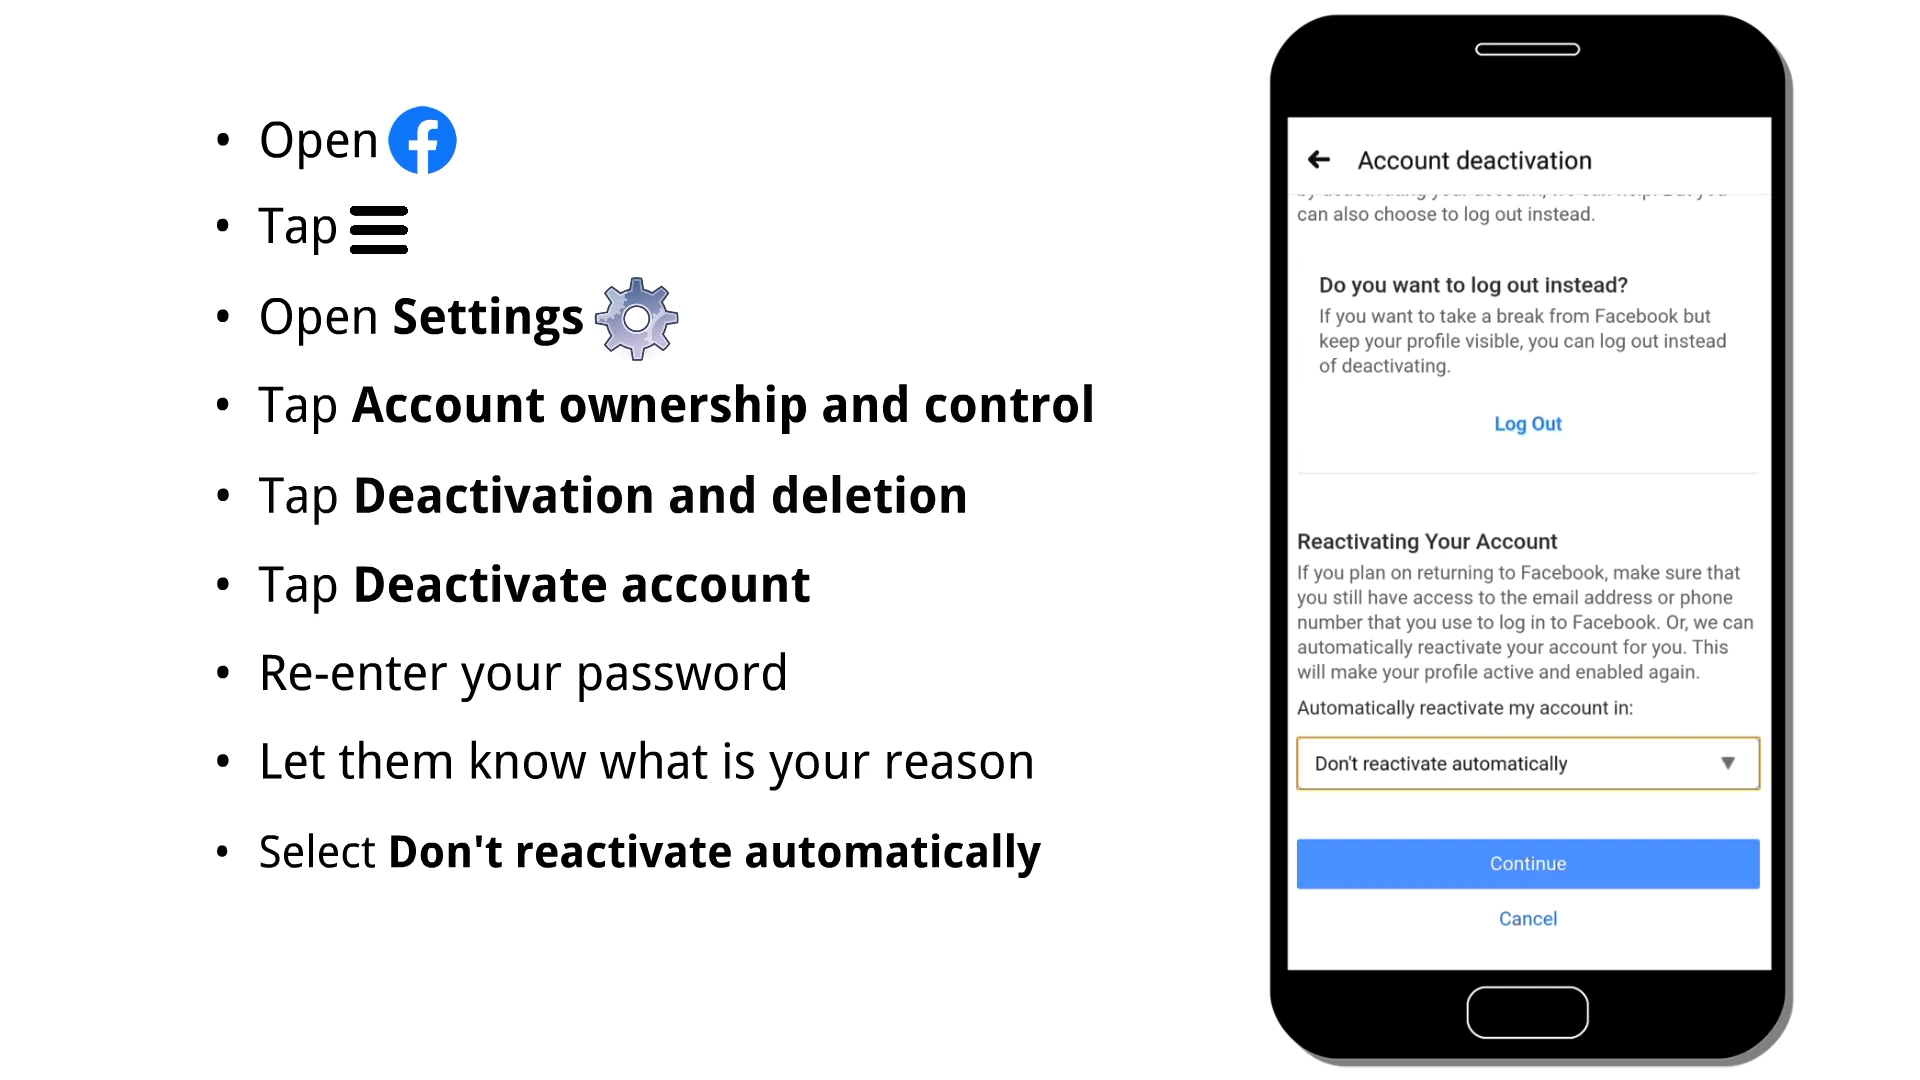 • Open
• Tap
• Open Settings
• Tap Account ownership and control
• Tap Deactivation and deletion
• Tap Deactivate account
• Re-enter your password
• Let them know what is your reason
• Select Don't reactivate automatically
Account deactivation
can also choose to log out instead.
Do you want to log out instead?
If you want to take a break from Facebook but
keep your profile visible, you can log out instead
of deactivating.
Log Out
Reactivating Your Account
If you plan on returning to Facebook, make sure that
you still have access to the email address or phone
number that you use to log in to Facebook. Or, we can
automatically reactivate your account for you. This
will make your profile active and enabled again.
Automatically reactivate my account in:
Don't reactivate automatically
Continue
Cancel